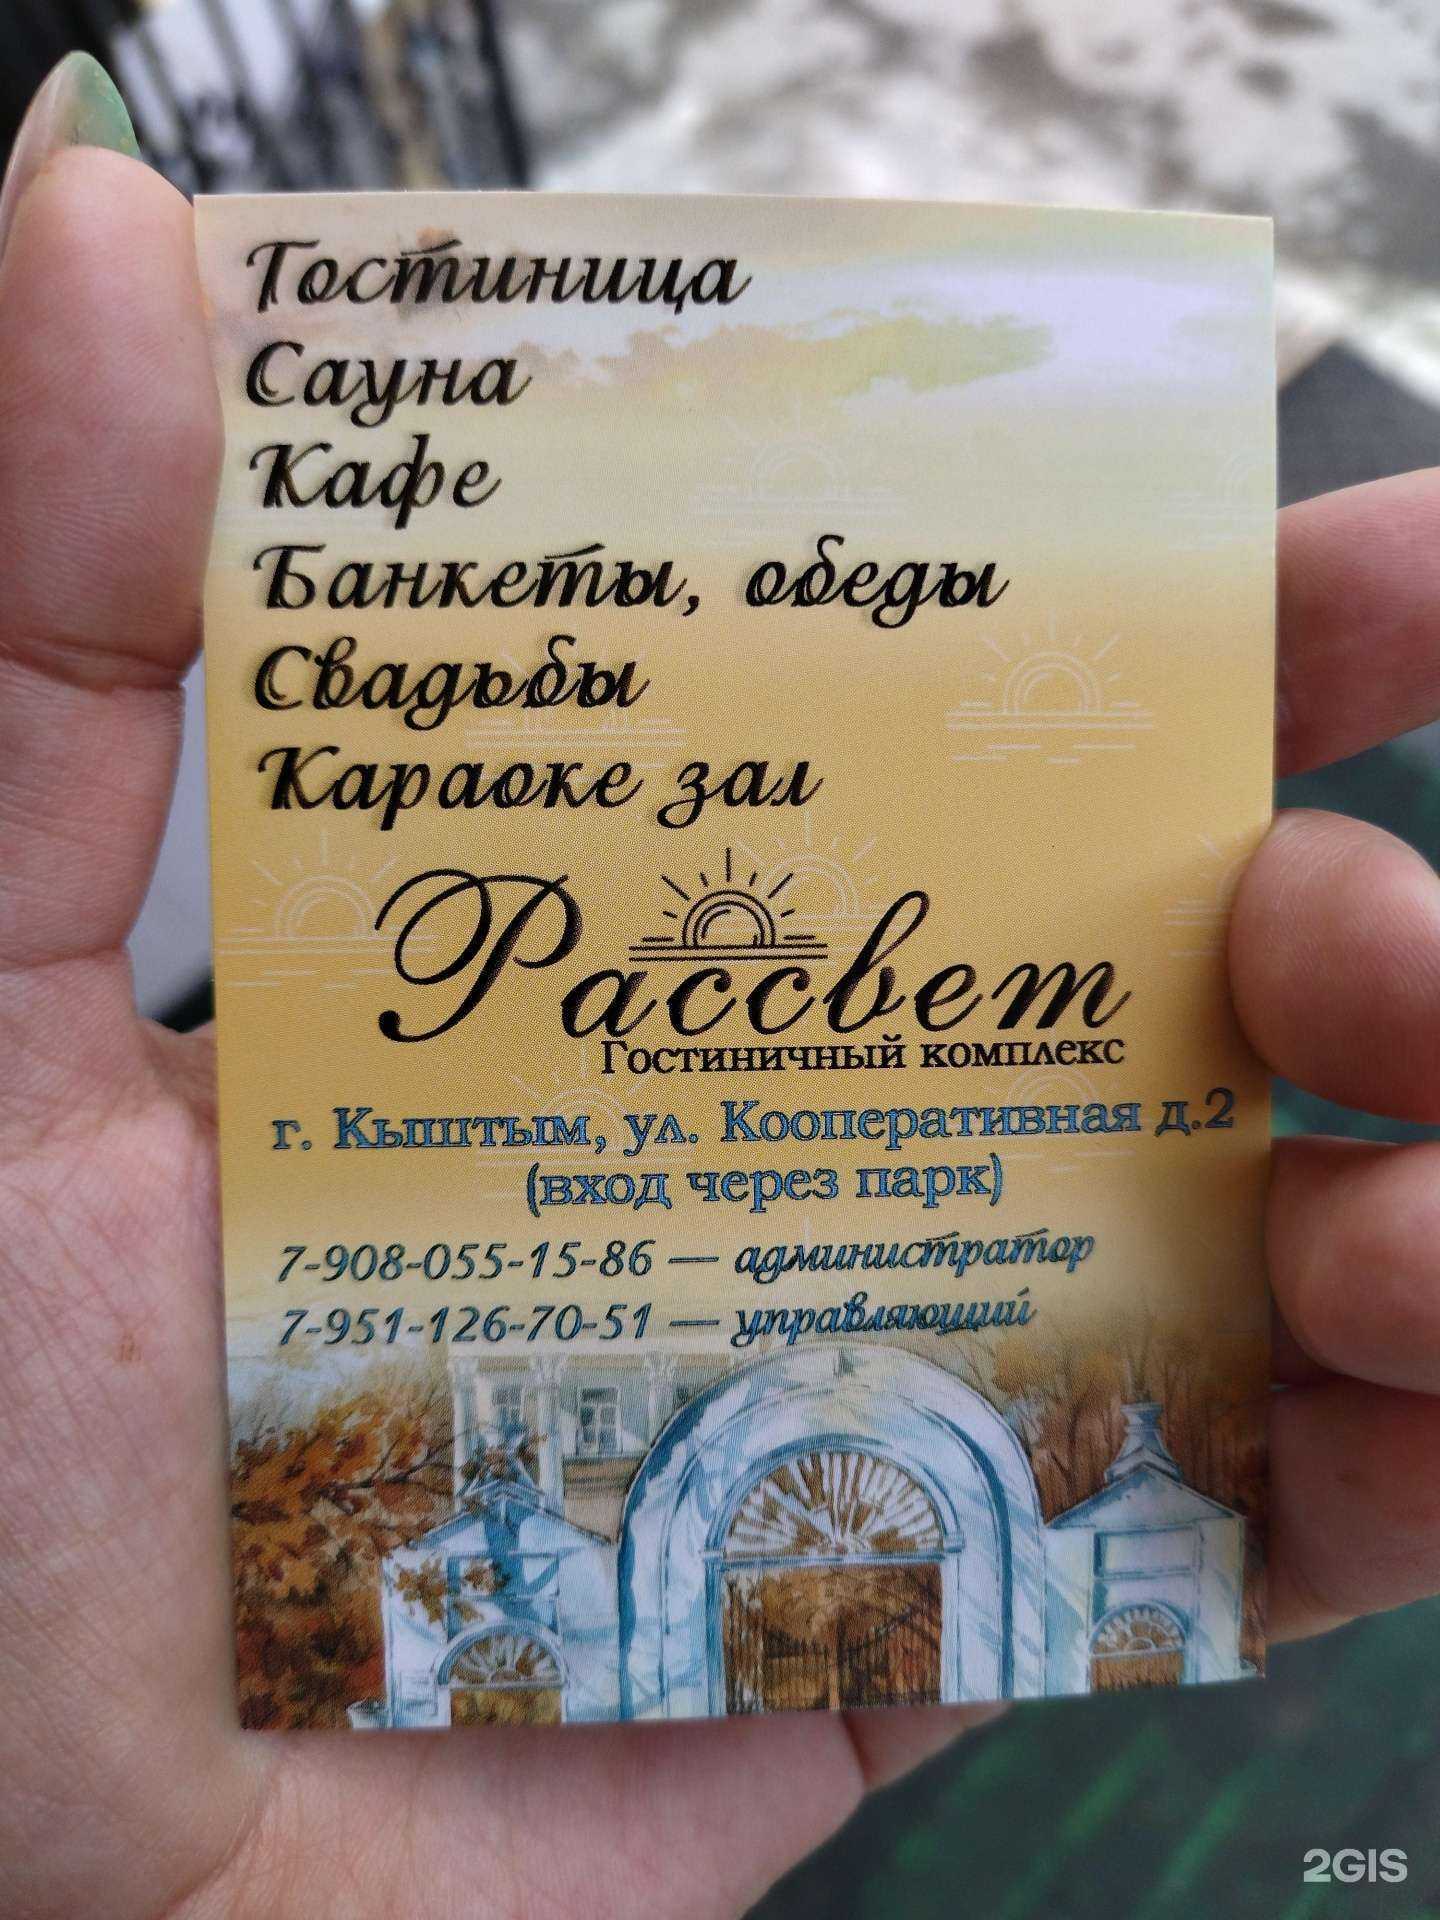 Гостиница
Сауна
Кафе
Банкеты, обеды
Свадьбы
Караоке зал
Рассвет
Гостиничный комплекс
г. Кыштым, ул. Кооперативная д.2
(вход через парк)
7-908-055-15-86 — администратор
7-951-126-70-51 — управляющий
2GIS